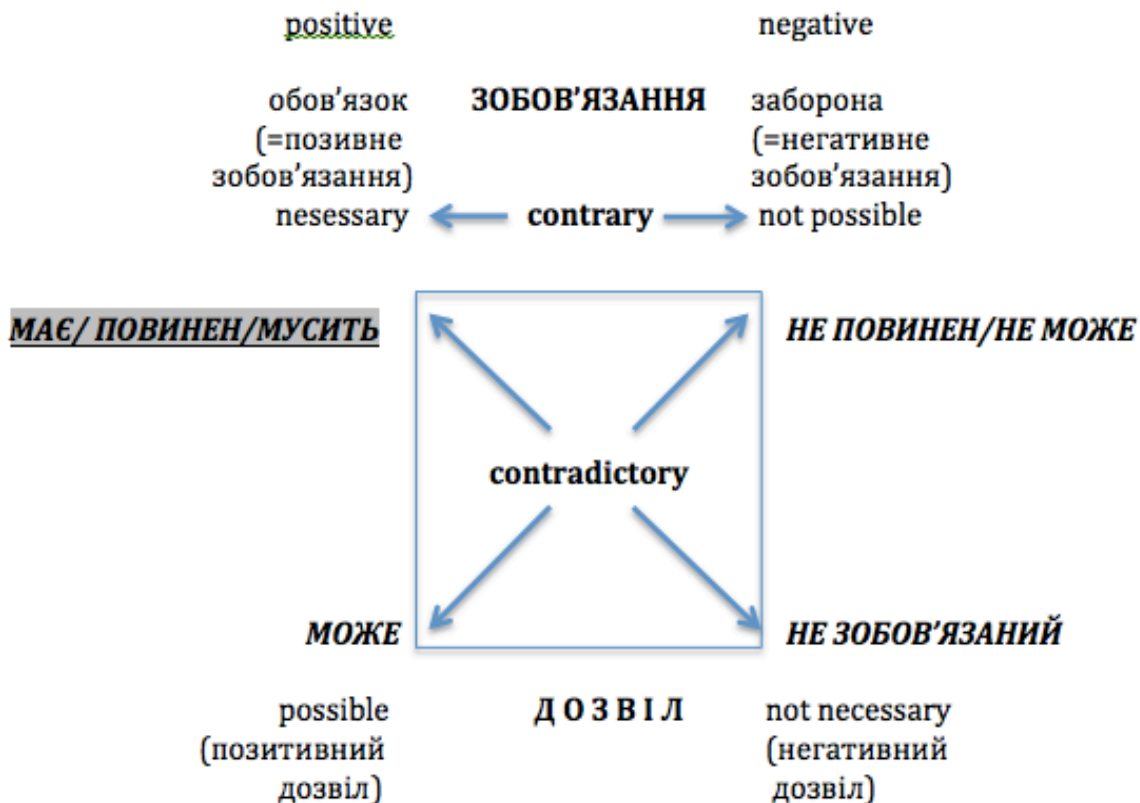 positive negative
обов'язок ЗОБОВ'ЯЗАННЯ заборона
(=позивне (=негативне
зобов'язання) зобов'язання)
nesessary contrary not possible
МАЄ/ ПОВИНЕН/МУСИТЬ НЕ ПОВИНЕН/НЕ МОЖЕ
contradictory
МОЖЕ НЕ ЗОБОВ'ЯЗАНИЙ
possible Д О З В І Л not necessary
(позитивний (негативний
дозвіл) дозвіл)